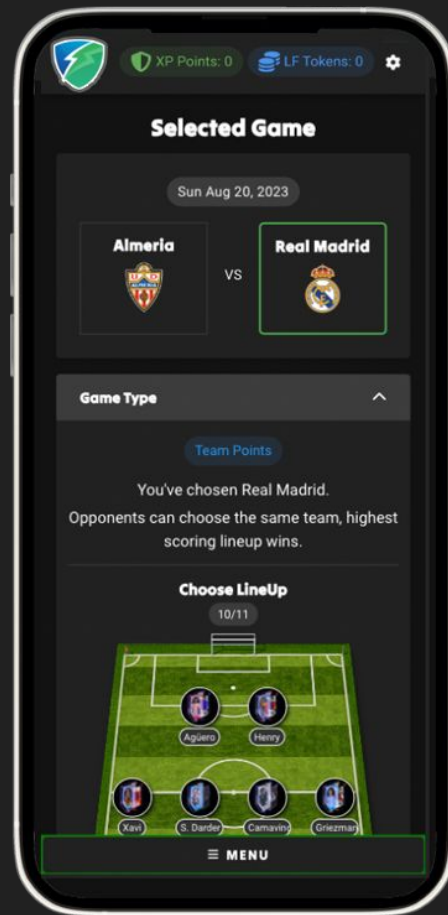 XP Points: 0 LF Tokens: 0
Selected Game
Sun Aug 20, 2023
Almeria
VS
Real Madrid
Game Type
Team Points
You've chosen Real Madrid.
Opponents can choose the same team, highest
scoring lineup wins.
Choose LineUp
10/11
Agüero Henry
Xavi S. Darder Camaving Griezman
MENU